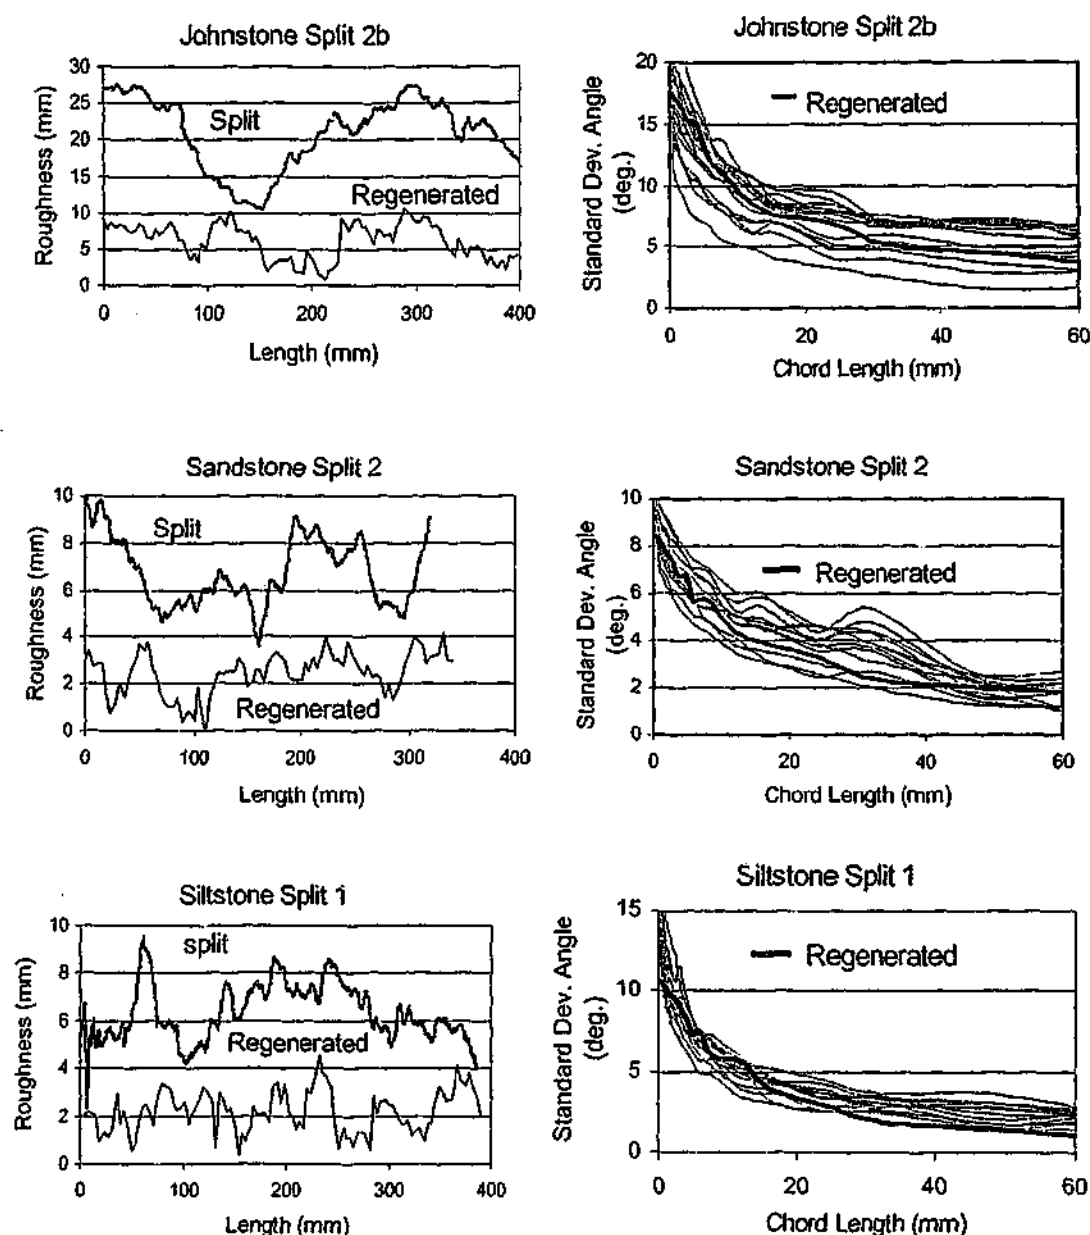 Johnstone Split 2b
30
25
20
15
10
5
0
Roughness (mm)
Split
Regenerated
0 100 200 300 400
Length (mm)
Johnstone Split 2b
20
15
10
5
0
Standard Dev. Angle
(deg.)
Regenerated
0 20 40 60
Chord Length (mm)
Sandstone Split 2
10
8
6
4
2
0
Roughness (mm)
Split
Regenerated
0 100 200 300 400
Length (mm)
Sandstone Split 2
10
8
6
4
2
0
Standard Dev. Angle
(deg.)
Regenerated
0 20 40 60
Chord Length (mm)
Siltstone Split 1
10
8
6
4
2
0
Roughness (mm)
split
Regenerated
0 100 200 300 400
Length (mm)
Siltstone Split 1
15
10
5
0
Standard Dev. Angle
(deg.)
Regenerated
0 20 40 60
Chord Length (mm)